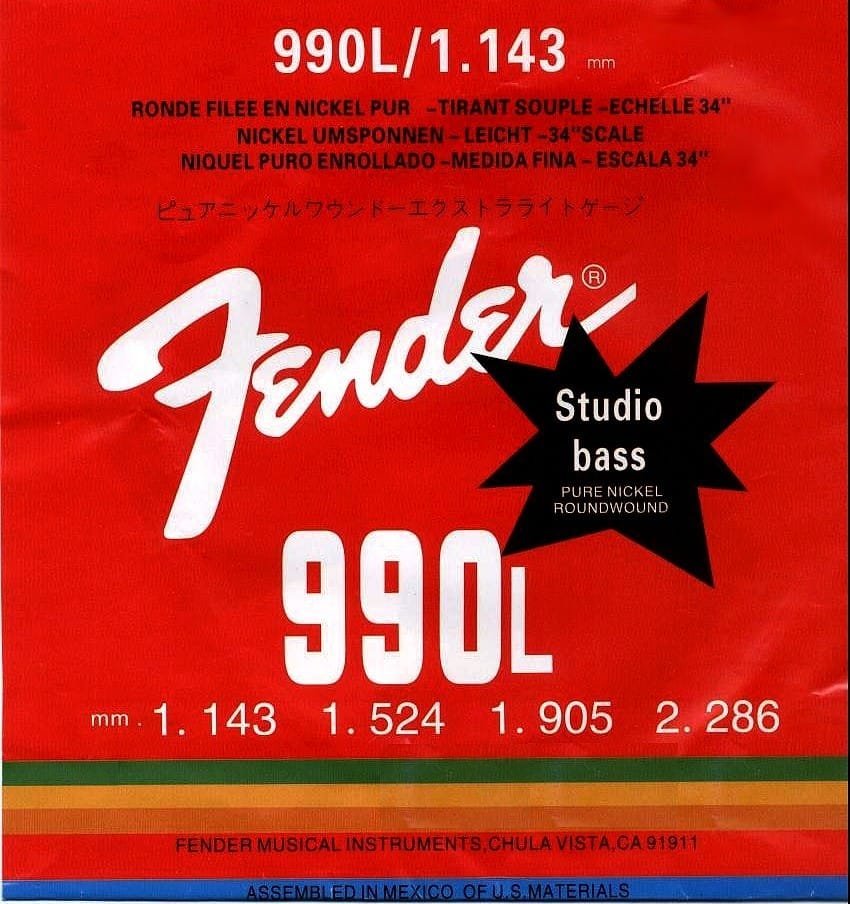 990L/1.143 mm
RONDE FILEE EN NICKEL PUR -TIRANT SOUPLE -ECHELLE 34"
NICKEL UMSPONNEN - LEICHT -34"SCALE
NIQUEL PURO ENROLLADO -MEDIDA FINA - ESCALA 34"
ピュアニッケルワウンドーエクストラライトゲージ
Fender®
Studio
bass
PURE NICKEL
ROUNDWOUND
990L
mm . 1. 143 1. 524 1. 905 2. 286
FENDER MUSICAL INSTRUMENTS,CHULA VISTA,CA 91911
ASSEMBLED IN MEXICO OF U.S.MATERIALS